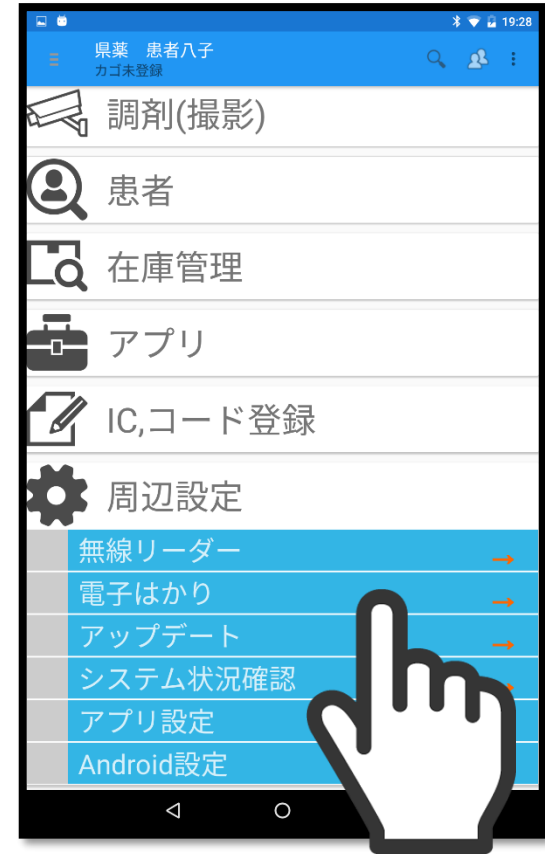 19:28
県薬　患者八子
カゴ未登録
調剤(撮影)
患者
在庫管理
アプリ
IC,コード登録
周辺設定
無線リーダー
電子はかり
アップデート
システム状況確認
アプリ設定
Android設定